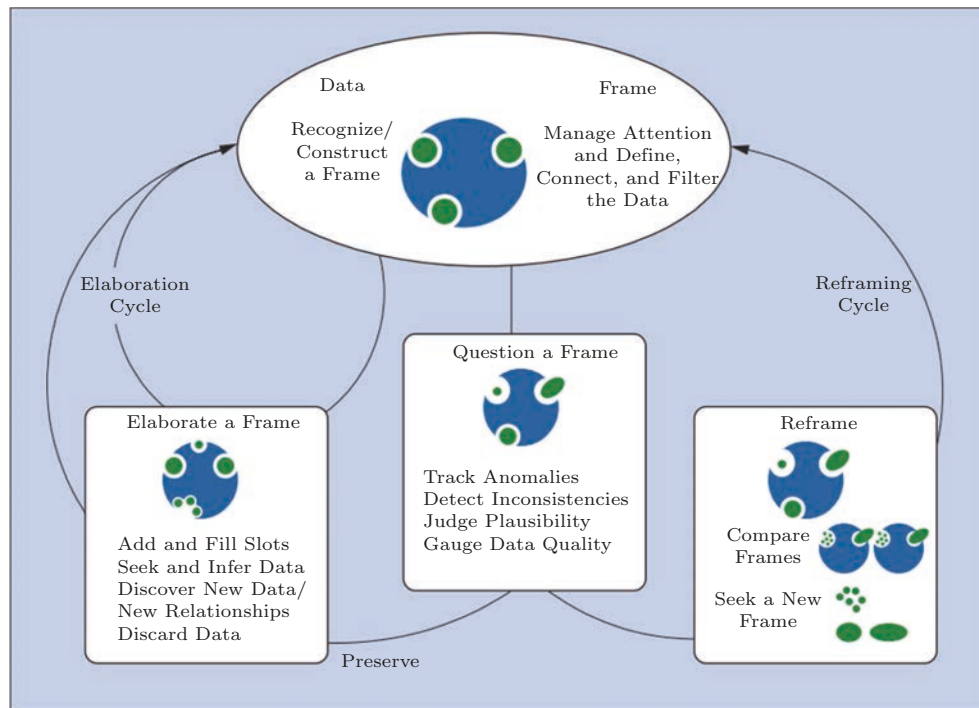 Data
Recognize/
Construct
a Frame
Frame
Manage Attention
and Define,
Connect, and Filter
the Data
Elaboration
Cycle
Reframing
Cycle
Question a Frame
Track Anomalies
Detect Inconsistencies
Judge Plausibility
Gauge Data Quality
Elaborate a Frame
Add and Fill Slots
Seek and Infer Data
Discover New Data/
New Relationships
Discard Data
Reframe
Compare
Frames
Seek a New
Frame
Preserve